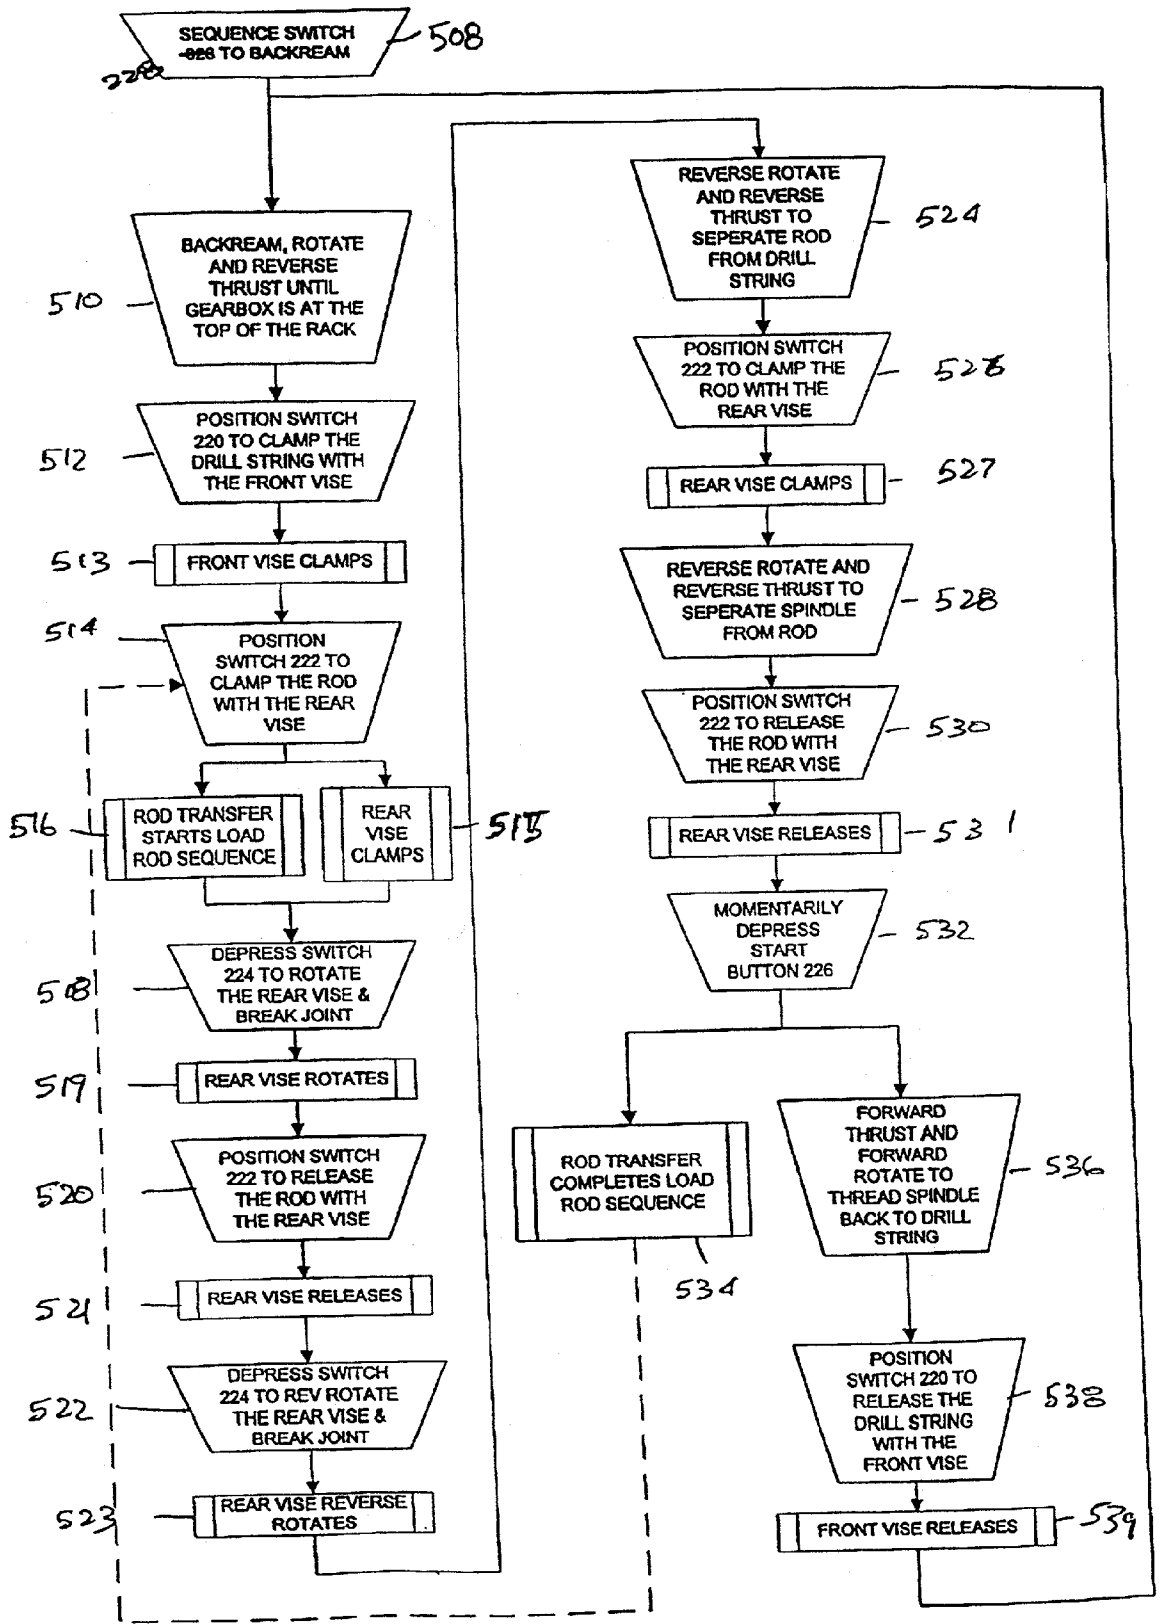 SEQUENCE SWITCH
-326 TO BACKREAM
228
508
BACKREAM, ROTATE
AND REVERSE
THRUST UNTIL
GEARBOX IS AT THE
TOP OF THE RACK
510
POSITION SWITCH
220 TO CLAMP THE
DRILL STRING WITH
THE FRONT VISE
512
FRONT VISE CLAMPS
513
514
POSITION
SWITCH 222 TO
CLAMP THE ROD
WITH THE REAR
VISE
516
ROD TRANSFER
STARTS LOAD
ROD SEQUENCE
REAR
VISE
CLAMPS
515
DEPRESS SWITCH
224 TO ROTATE
THE REAR VISE &
BREAK JOINT
518
REAR VISE ROTATES
519
POSITION SWITCH
222 TO RELEASE
THE ROD WITH
THE REAR VISE
520
REAR VISE RELEASES
521
DEPRESS SWITCH
224 TO REV ROTATE
THE REAR VISE &
BREAK JOINT
522
REAR VISE REVERSE
ROTATES
523
REVERSE ROTATE
AND REVERSE
THRUST TO
SEPERATE ROD
FROM DRILL
STRING
524
POSITION SWITCH
222 TO CLAMP THE
ROD WITH THE
REAR VISE
526
REAR VISE CLAMPS
527
REVERSE ROTATE AND
REVERSE THRUST TO
SEPERATE SPINDLE
FROM ROD
528
POSITION SWITCH
222 TO RELEASE
THE ROD WITH
THE REAR VISE
530
REAR VISE RELEASES
531
MOMENTARILY
DEPRESS
START
BUTTON 226
532
ROD TRANSFER
COMPLETES LOAD
ROD SEQUENCE
534
FORWARD
THRUST AND
FORWARD
ROTATE TO
THREAD SPINDLE
BACK TO DRILL
STRING
536
POSITION
SWITCH 220 TO
RELEASE THE
DRILL STRING
WITH THE
FRONT VISE
538
FRONT VISE RELEASES
539